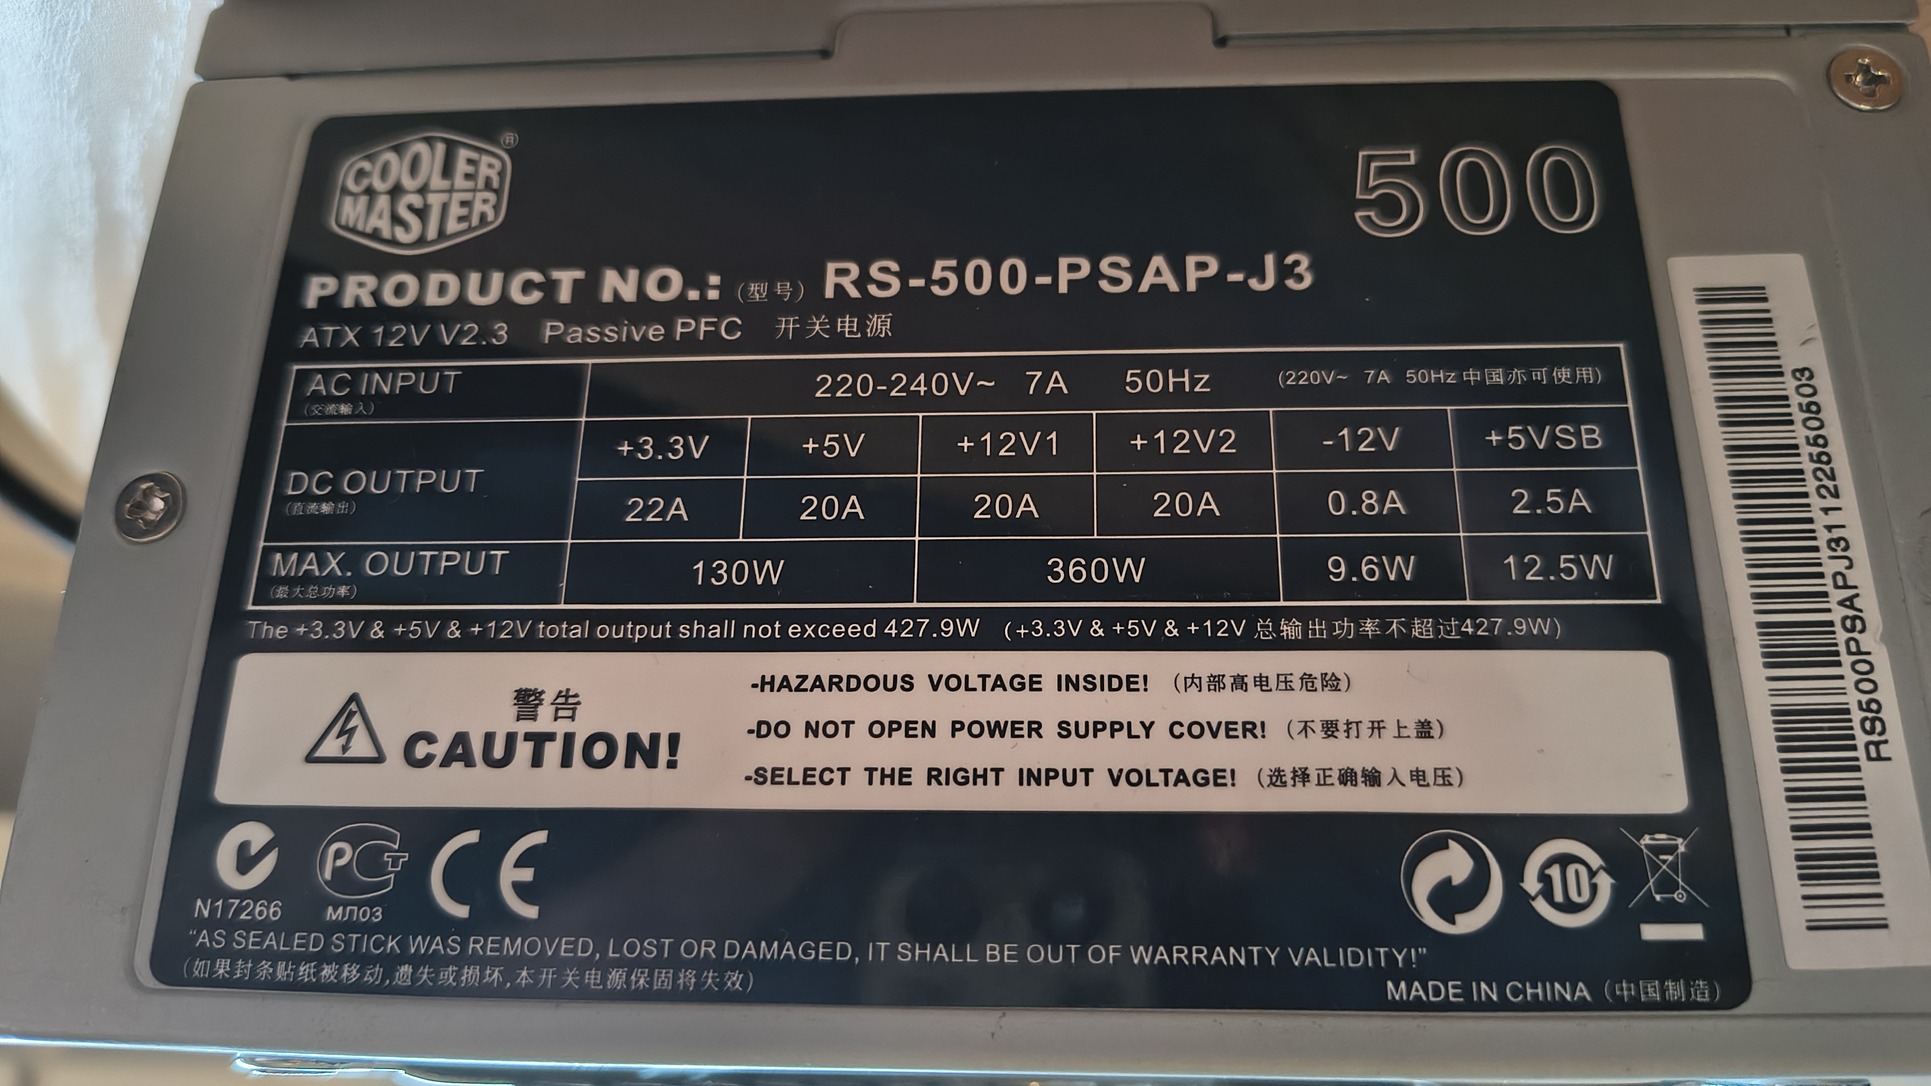 COOLER
MASTER ®
500
PRODUCT NO.: (型号) RS-500-PSAP-J3
ATX 12V V2.3 Passive PFC 开关电源
AC INPUT 220-240V~ 7A 50Hz (220V~ 7A 50Hz 中国亦可使用)
(交流输入)
+3.3V +5V +12V1 +12V2 -12V +5VSB
DC OUTPUT
(直流输出)
22A 20A 20A 20A 0.8A 2.5A
MAX. OUTPUT 130W 360W 9.6W 12.5W
(最大总功率)
The +3.3V & +5V & +12V total output shall not exceed 427.9W (+3.3V & +5V & +12V 总输出功率不超过427.9W)
警告
CAUTION!
-HAZARDOUS VOLTAGE INSIDE! (内部高电压危险)
-DO NOT OPEN POWER SUPPLY COVER! (不要打开上盖)
-SELECT THE RIGHT INPUT VOLTAGE! (选择正确输入电压)
N17266
РСТ
МЛ03
CE
10
"AS SEALED STICK WAS REMOVED, LOST OR DAMAGED, IT SHALL BE OUT OF WARRANTY VALIDITY!"
(如果封条贴纸被移动,遗失或损坏,本开关电源保固将失效)
MADE IN CHINA (中国制造)
RS500PSAPJ31122550503